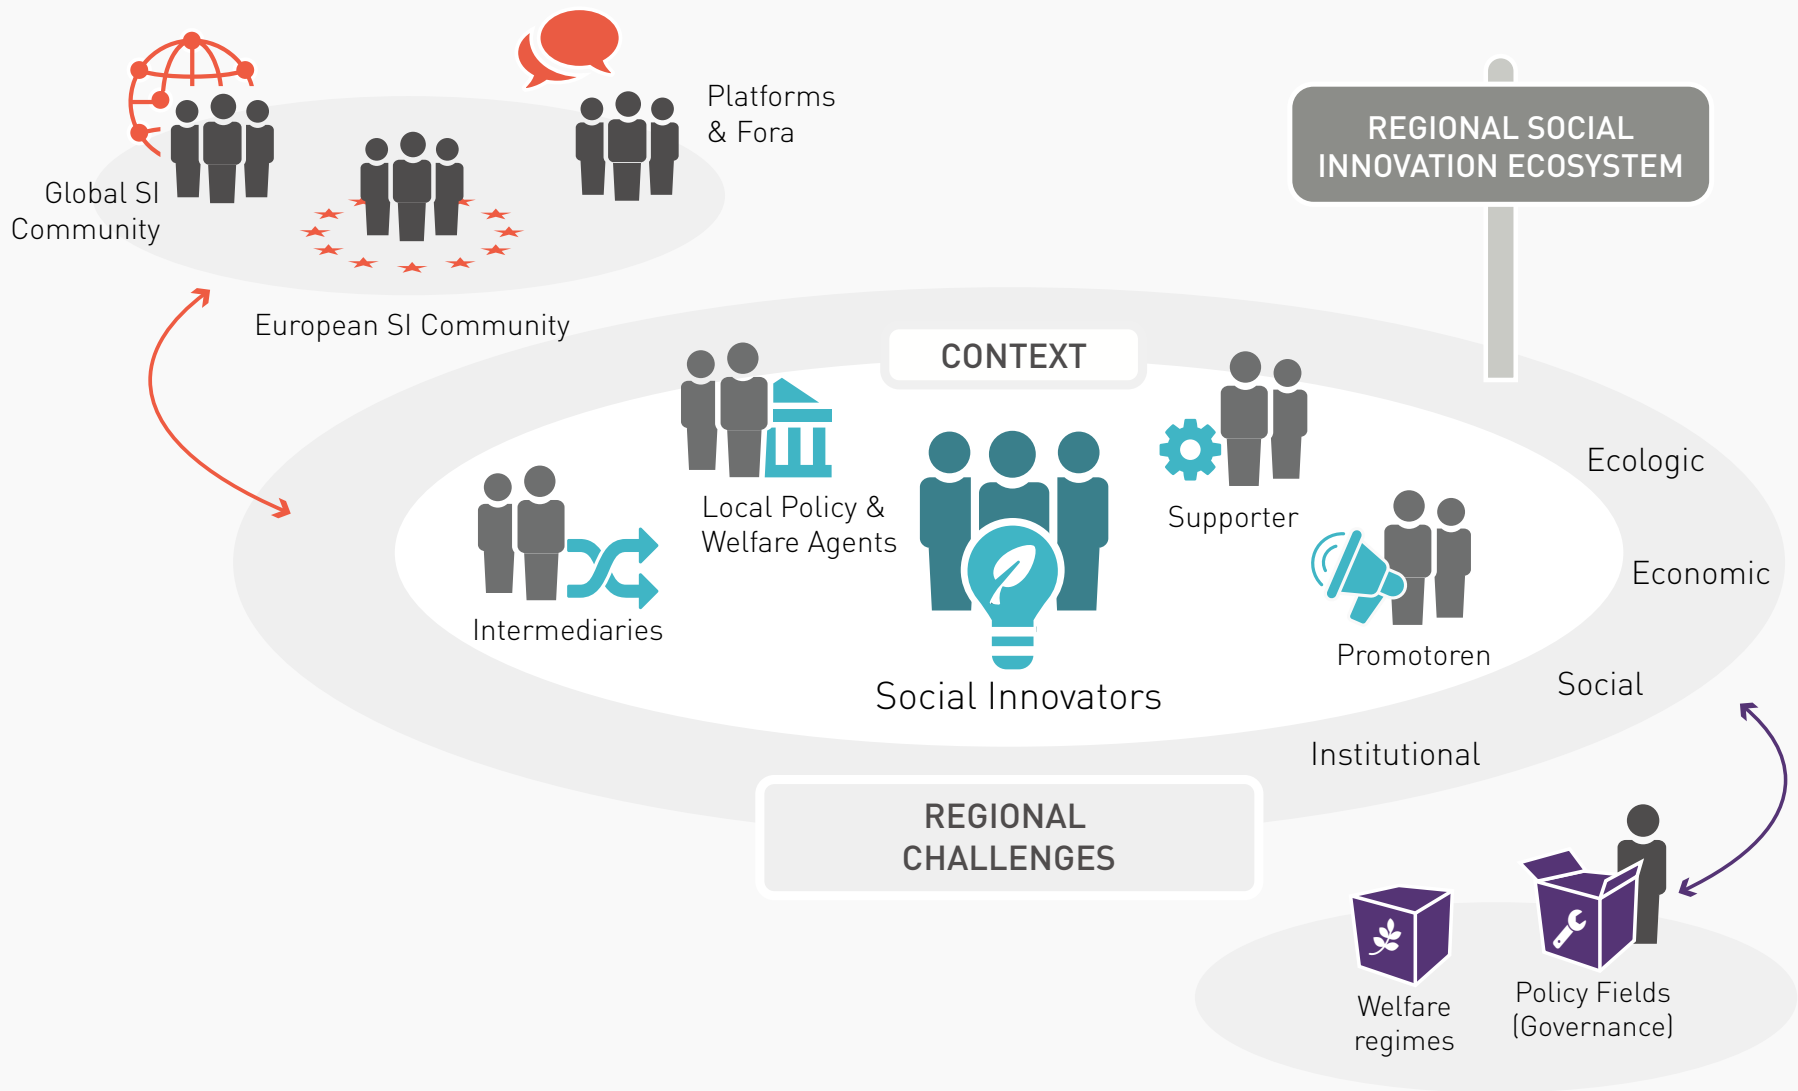 Platforms
& Fora
Global SI
Community
European SI Community
REGIONAL SOCIAL
INNOVATION ECOSYSTEM
CONTEXT
Local Policy &
Welfare Agents
Supporter
Intermediaries
Promotoren
Social Innovators
Ecologic
Economic
Social
Institutional
REGIONAL
CHALLENGES
Welfare
regimes
Policy Fields
(Governance)